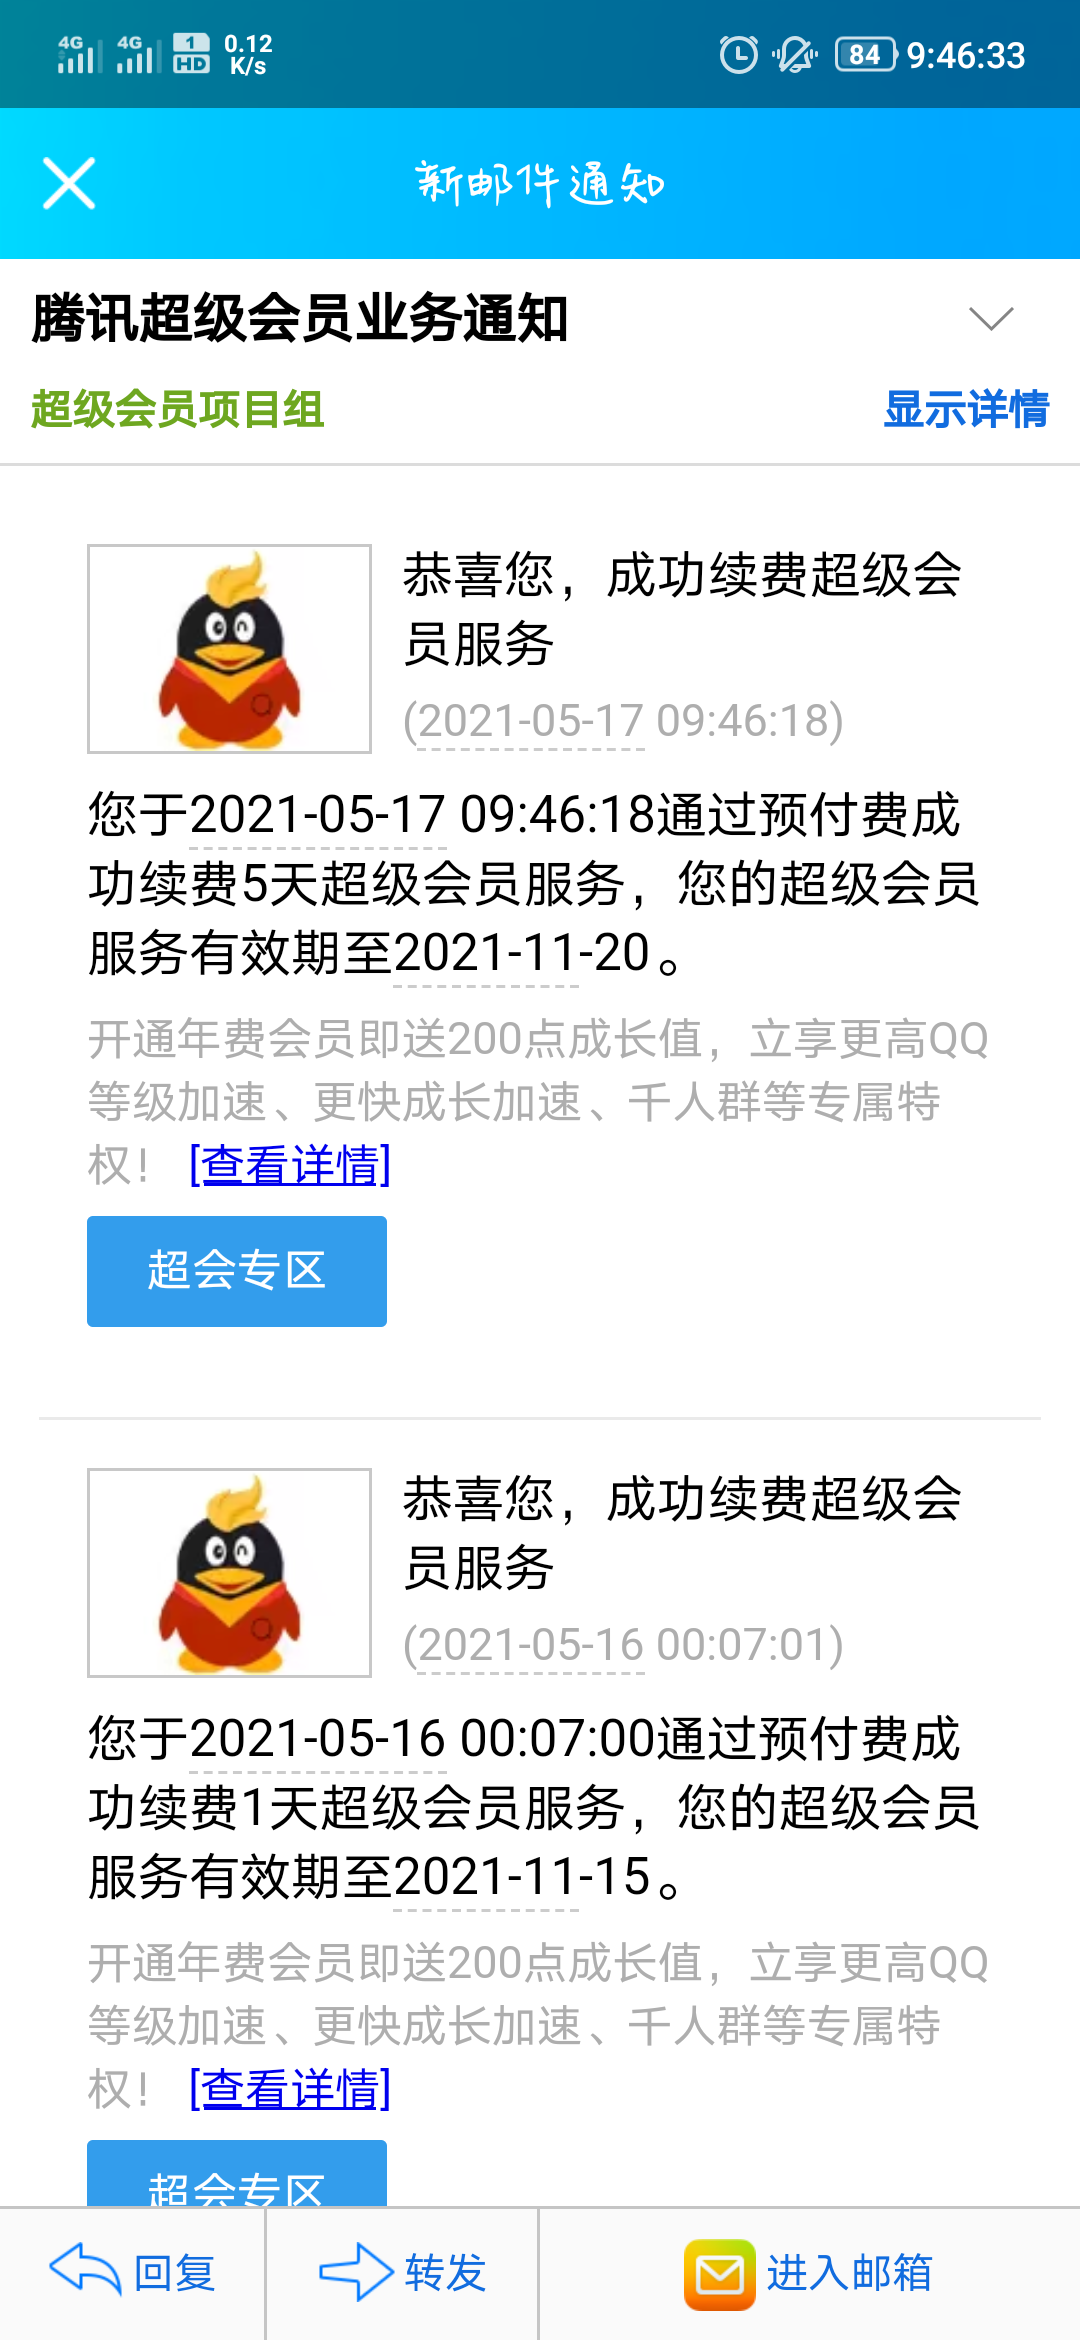 4G 4G 1 HD 0.12 K/s 84 9:46:33
新邮件通知
腾讯超级会员业务通知
超级会员项目组 显示详情
恭喜您，成功续费超级会
员服务
(2021-05-17 09:46:18)
您于2021-05-17 09:46:18通过预付费成
功续费5天超级会员服务，您的超级会员
服务有效期至2021-11-20。
开通年费会员即送200点成长值，立享更高QQ
等级加速、更快成长加速、千人群等专属特
权！ [查看详情]
超会专区
恭喜您，成功续费超级会
员服务
(2021-05-16 00:07:01)
您于2021-05-16 00:07:00通过预付费成
功续费1天超级会员服务，您的超级会员
服务有效期至2021-11-15。
开通年费会员即送200点成长值，立享更高QQ
等级加速、更快成长加速、千人群等专属特
权！ [查看详情]
超会专区
回复 转发 进入邮箱